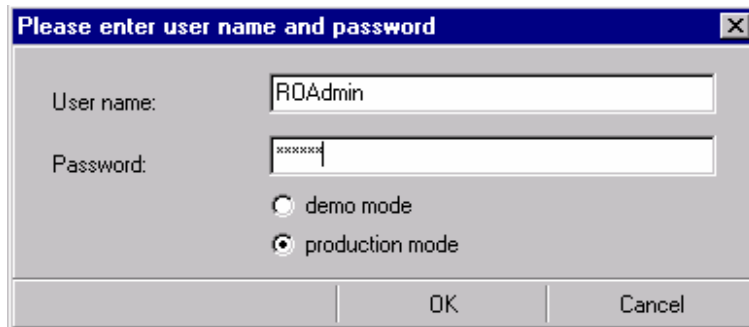 Please enter user name and password
User name: ROAdmin
Password: ******
demo mode
production mode
OK Cancel